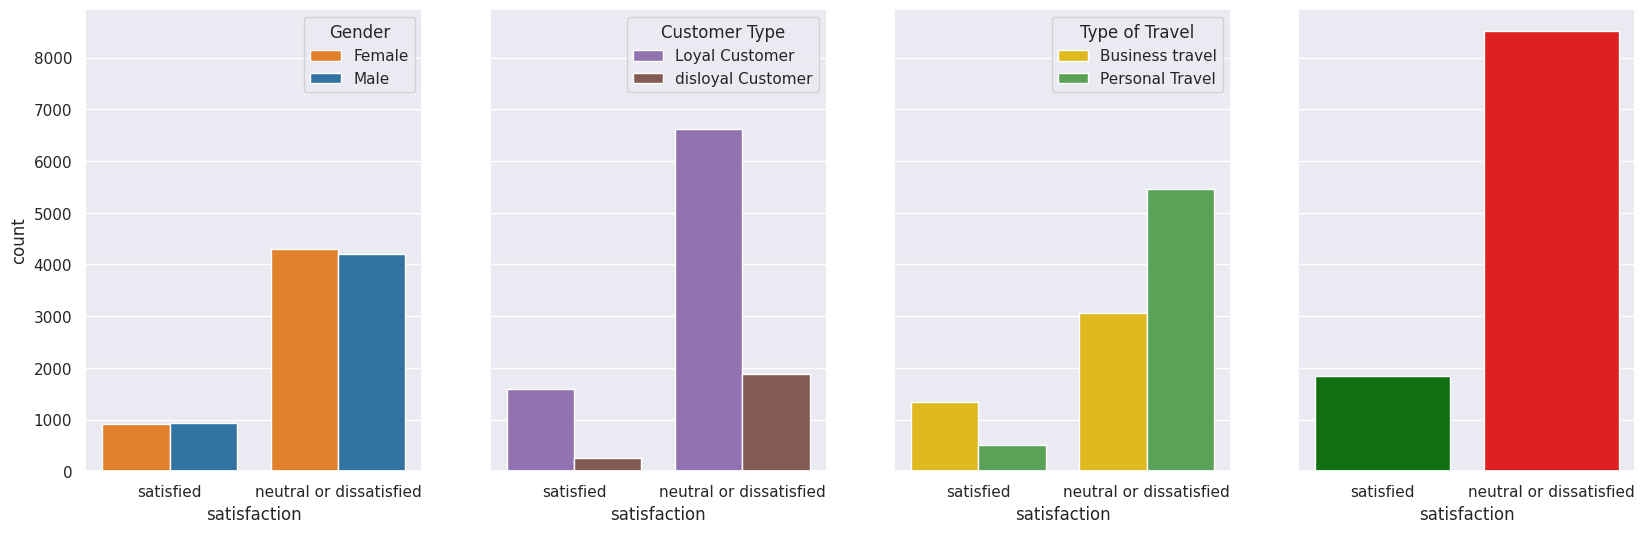 Gender
Female
Male
Customer Type
Loyal Customer
disloyal Customer
Type of Travel
Business travel
Personal Travel
count
8000
7000
6000
5000
4000
3000
2000
1000
0
satisfied
neutral or dissatisfied
satisfaction
satisfied
neutral or dissatisfied
satisfaction
satisfied
neutral or dissatisfied
satisfaction
satisfied
neutral or dissatisfied
satisfaction